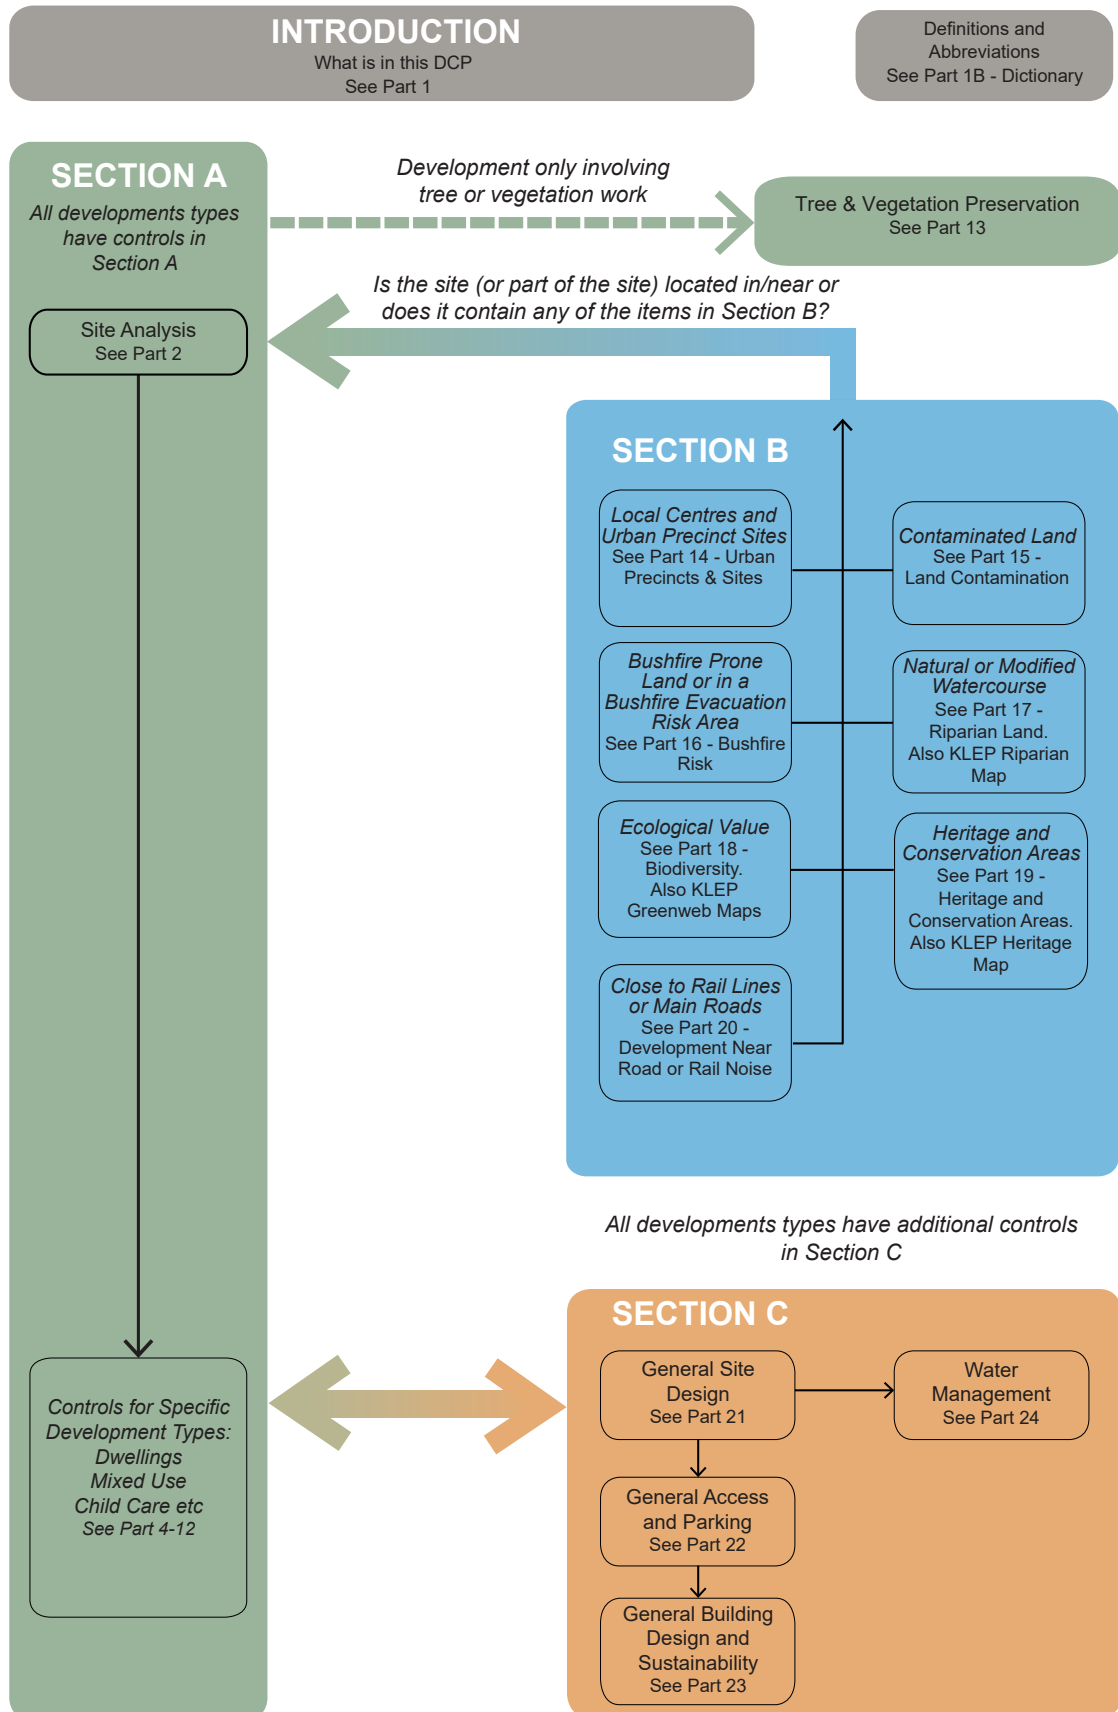 INTRODUCTION
What is in this DCP
See Part 1
Definitions and
Abbreviations
See Part 1B - Dictionary
SECTION A
All developments types
have controls in
Section A
Development only involving
tree or vegetation work
Tree & Vegetation Preservation
See Part 13
Is the site (or part of the site) located in/near or
does it contain any of the items in Section B?
Site Analysis
See Part 2
SECTION B
Local Centres and
Urban Precinct Sites
See Part 14 - Urban
Precincts & Sites
Contaminated Land
See Part 15 -
Land Contamination
Bushfire Prone
Land or in a
Bushfire Evacuation
Risk Area
See Part 16 - Bushfire
Risk
Natural or Modified
Watercourse
See Part 17 -
Riparian Land.
Also KLEP Riparian
Map
Ecological Value
See Part 18 -
Biodiversity.
Also KLEP
Greenweb Maps
Heritage and
Conservation Areas
See Part 19 -
Heritage and
Conservation Areas.
Also KLEP Heritage
Map
Close to Rail Lines
or Main Roads
See Part 20 -
Development Near
Road or Rail Noise
All developments types have additional controls
in Section C
SECTION C
General Site
Design
See Part 21
Water
Management
See Part 24
General Access
and Parking
See Part 22
General Building
Design and
Sustainability
See Part 23
Controls for Specific
Development Types:
Dwellings
Mixed Use
Child Care etc
See Part 4-12